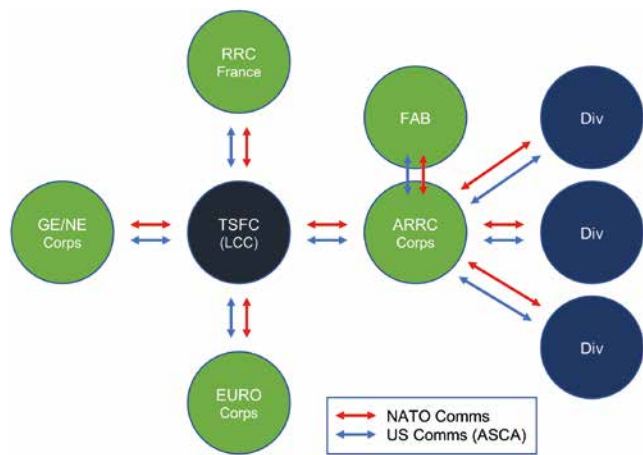 RRC
France
FAB
Div
GE/NE
Corps
TSFC
(LCC)
ARRC
Corps
Div
Div
EURO
Corps
NATO Comms
US Comms (ASCA)